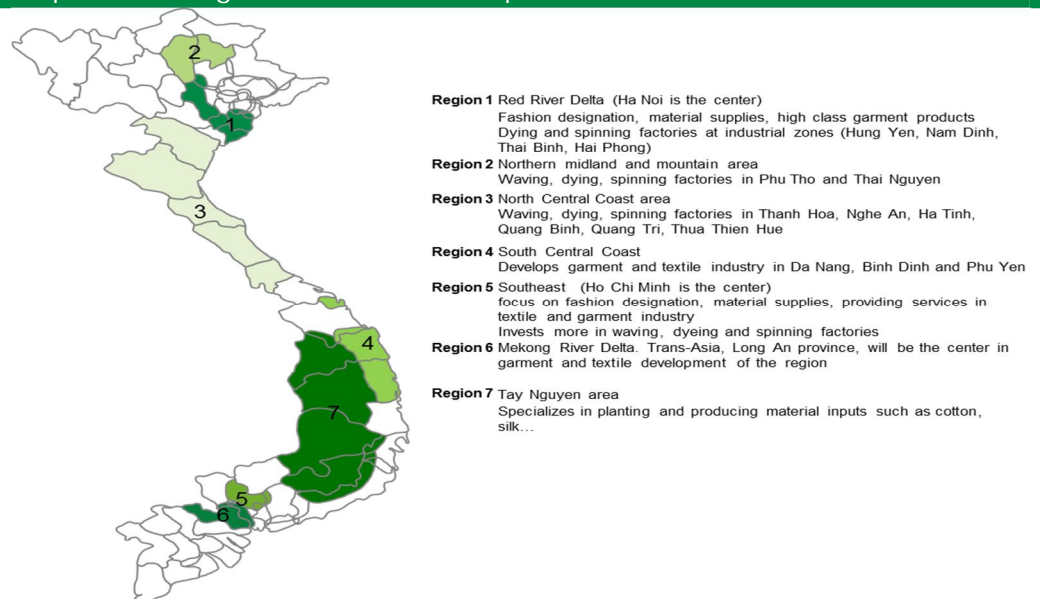 2
1
3
4
7
5
6
Region 1 Red River Delta (Ha Noi is the center)
Fashion designation, material supplies, high class garment products
Dying and spinning factories at industrial zones (Hung Yen, Nam Dinh,
Thai Binh, Hai Phong)
Region 2 Northern midland and mountain area
Waving, dying, spinning factories in Phu Tho and Thai Nguyen
Region 3 North Central Coast area
Waving, dying, spinning factories in Thanh Hoa, Nghe An, Ha Tinh,
Quang Binh, Quang Tri, Thua Thien Hue
Region 4 South Central Coast
Develops garment and textile industry in Da Nang, Binh Dinh and Phu Yen
Region 5 Southeast (Ho Chi Minh is the center)
focus on fashion designation, material supplies, providing services in
textile and garment industry
Invests more in waving, dyeing and spinning factories
Region 6 Mekong River Delta. Trans-Asia, Long An province, will be the center in
garment and textile development of the region
Region 7 Tay Nguyen area
Specializes in planting and producing material inputs such as cotton,
silk...